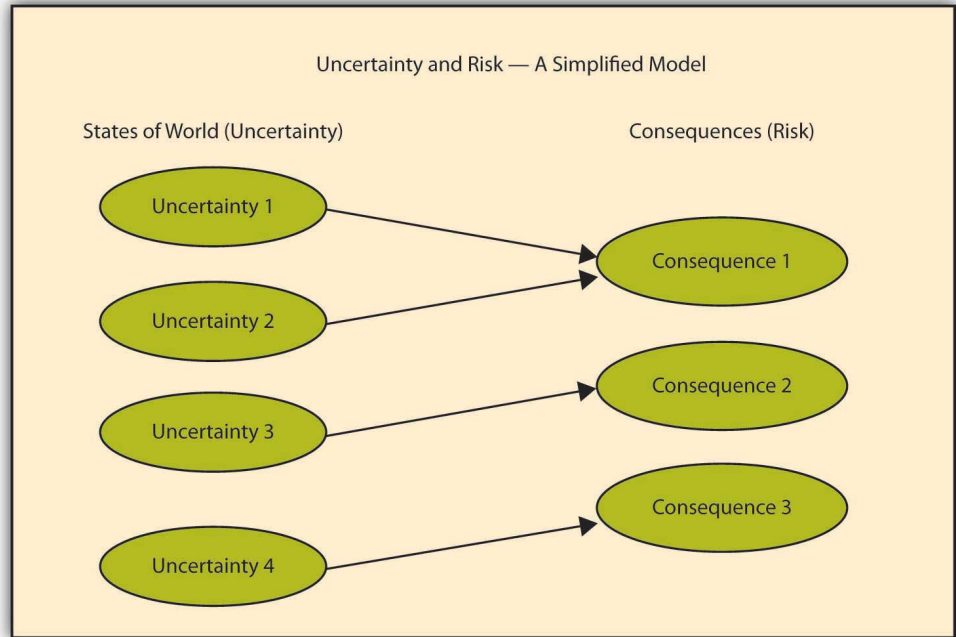 Uncertainty and Risk — A Simplified Model
States of World (Uncertainty)
Consequences (Risk)
Uncertainty 1
Consequence 1
Uncertainty 2
Consequence 2
Uncertainty 3
Consequence 3
Uncertainty 4